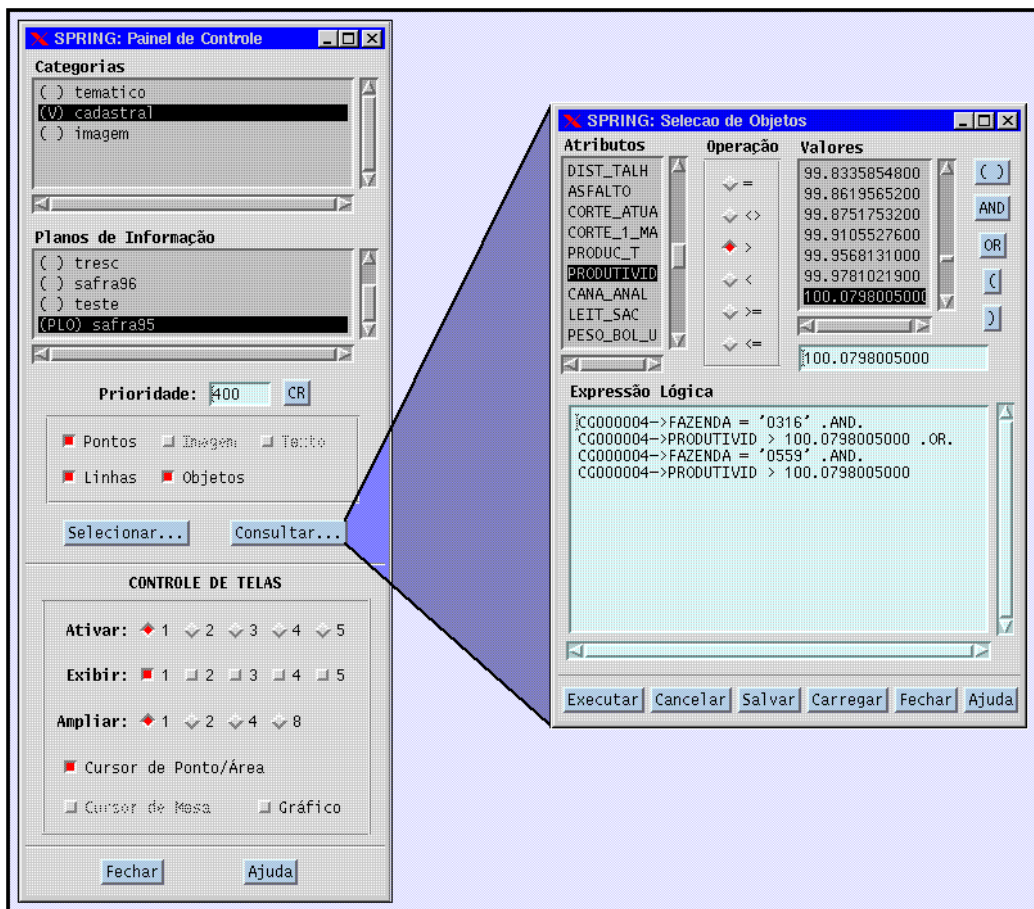 SPRING: Painel de Controle
Categorias
( ) tematico
(V) cadastral
( ) imagem
Planos de Informação
( ) tresc
( ) safra96
( ) teste
(PLO) safra95
Prioridade: 400 CR
Pontos Imagem Texto
Linhas Objetos
Selecionar... Consultar...
CONTROLE DE TELAS
Ativar: 1 2 3 4 5
Exibir: 1 2 3 4 5
Ampliar: 1 2 4 8
Cursor de Ponto/Área
Cursor de Mesa Gráfico
Fechar Ajuda
SPRING: Selecao de Objetos
Atributos Operação Valores
DIST_TALH
ASFALTO
CORTE_ATUA
CORTE_1_MA
PRODUC_T
PRODUTIVID
CANA_ANAL
LEIT_SAC
PESO_BOL_U
=
<>
>
<
>=
<=
99.8335854800
99.8619565200
99.8751753200
99.9105527600
99.9568131000
99.9781021900
100.0798005000
100.0798005000
( )
AND
OR
(
)
Expressão Lógica
CG000004->FAZENDA = '0316' .AND.
CG000004->PRODUTIVID > 100.0798005000 .OR.
CG000004->FAZENDA = '0559' .AND.
CG000004->PRODUTIVID > 100.0798005000
Executar Cancelar Salvar Carregar Fechar Ajuda